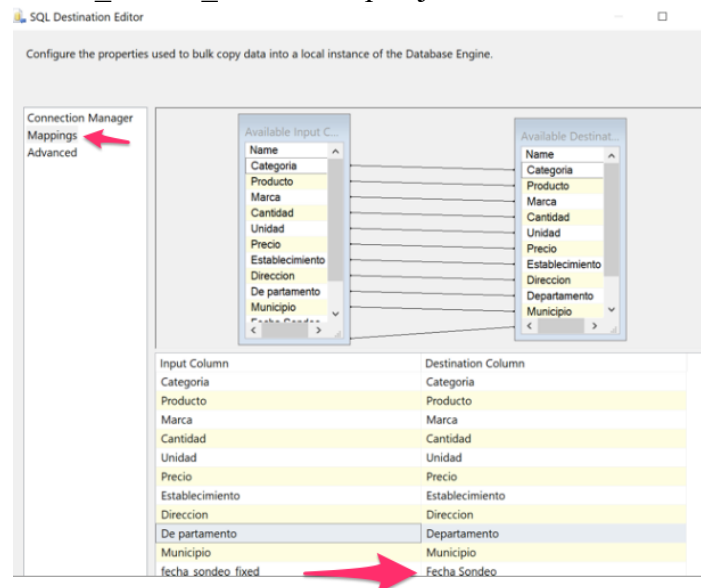 SQL Destination Editor
Configure the properties used to bulk copy data into a local instance of the Database Engine.
Connection Manager
Mappings
Advanced
Available Input C...
Name
Categoria
Producto
Marca
Cantidad
Unidad
Precio
Establecimiento
Direccion
De partamento
Municipio
Available Destinat...
Name
Categoria
Producto
Marca
Cantidad
Unidad
Precio
Establecimiento
Direccion
Departamento
Municipio
Input Column Destination Column
Categoria Categoria
Producto Producto
Marca Marca
Cantidad Cantidad
Unidad Unidad
Precio Precio
Establecimiento Establecimiento
Direccion Direccion
De partamento Departamento
Municipio Municipio
fecha_sondeo_fixed Fecha Sondeo